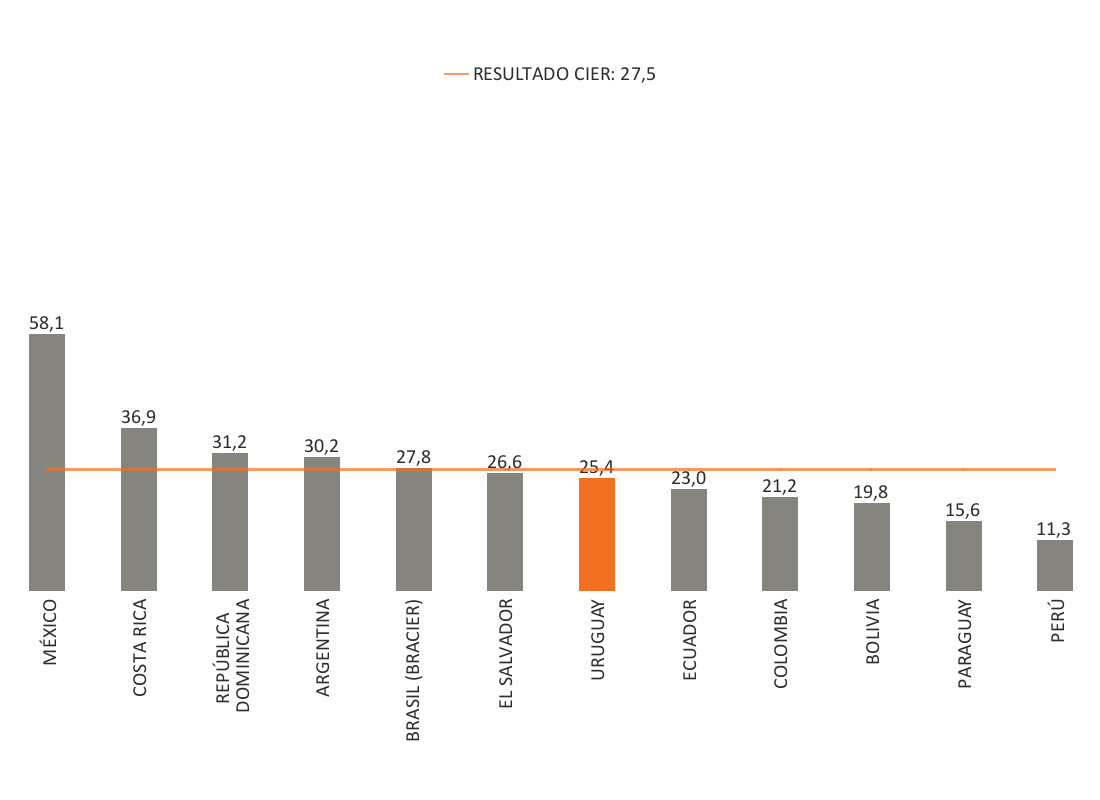 RESULTADO CIER: 27,5
58,1
36,9
31,2
30,2
27,8
26,6
25,4
23,0
21,2
19,8
15,6
11,3
MÉXICO
COSTA RICA
REPÚBLICA
DOMINICANA
ARGENTINA
BRASIL (BRACIER)
EL SALVADOR
URUGUAY
ECUADOR
COLOMBIA
BOLIVIA
PARAGUAY
PERÚ